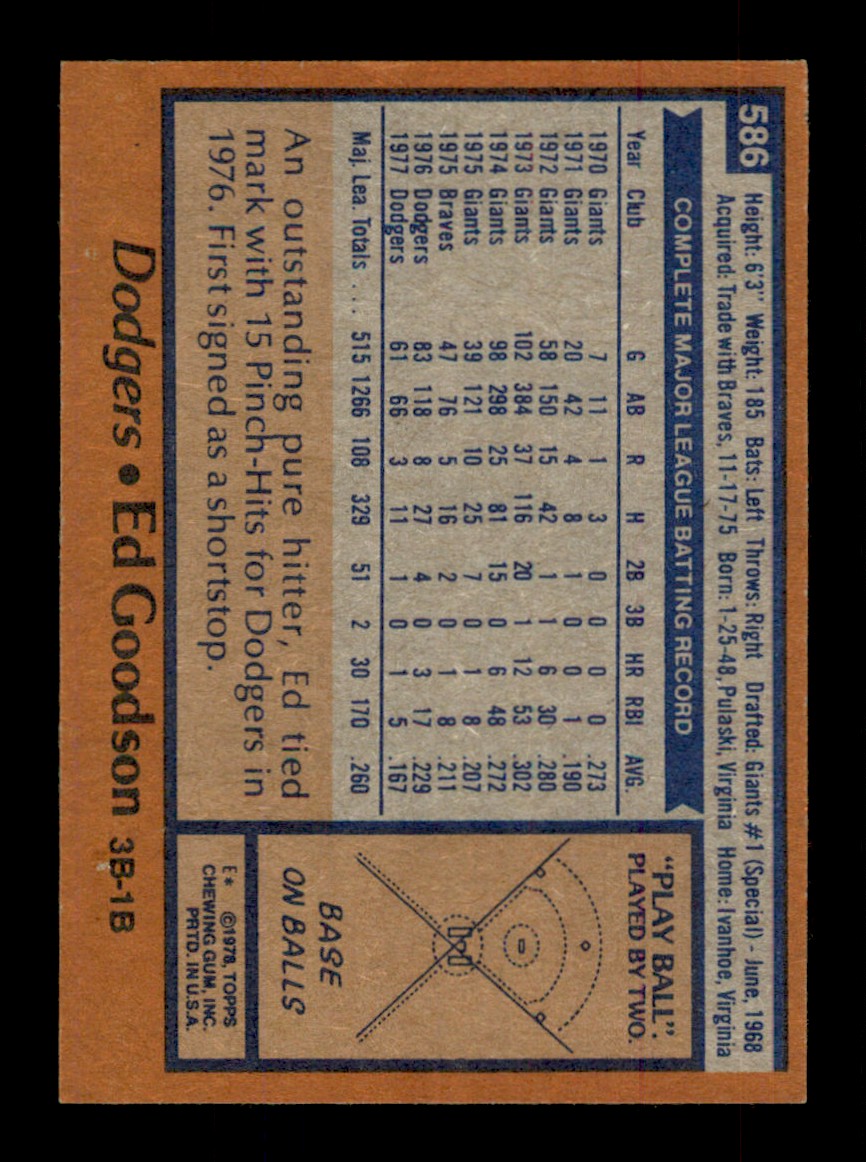 586
Height: 6'3" Weight: 185 Bats: Left Throws: Right Drafted: Giants #1 (Special) - June, 1968
Acquired: Trade with Braves, 11-17-75 Born: 1-25-48, Pulaski, Virginia Home: Ivanhoe, Virginia
COMPLETE MAJOR LEAGUE BATTING RECORD
Year Club G AB R H 2B 3B HR RBI AVG.
1970 Giants 7 11 1 3 0 0 0 0 .273
1971 Giants 20 42 4 8 1 0 0 1 .190
1972 Giants 58 150 15 42 1 1 6 30 .280
1973 Giants 102 384 37 116 20 1 12 53 .302
1974 Giants 98 298 25 81 15 0 6 48 .272
1975 Giants 39 121 10 25 7 0 1 8 .207
1975 Braves 47 76 5 16 2 0 1 8 .211
1976 Dodgers 83 118 8 27 4 0 3 17 .229
1977 Dodgers 61 66 3 11 1 0 1 5 .167
Maj. Lea. Totals . . . 515 1266 108 329 51 2 30 170 .260
An outstanding pure hitter, Ed tied
mark with 15 Pinch-Hits for Dodgers in
1976. First signed as a shortstop.
"PLAY BALL".
PLAYED BY TWO.
BASE
ON BALLS
E* ©1978, TOPPS
CHEWING GUM, INC.
PRTD. IN U.S.A.
Dodgers • Ed Goodson 3B-1B